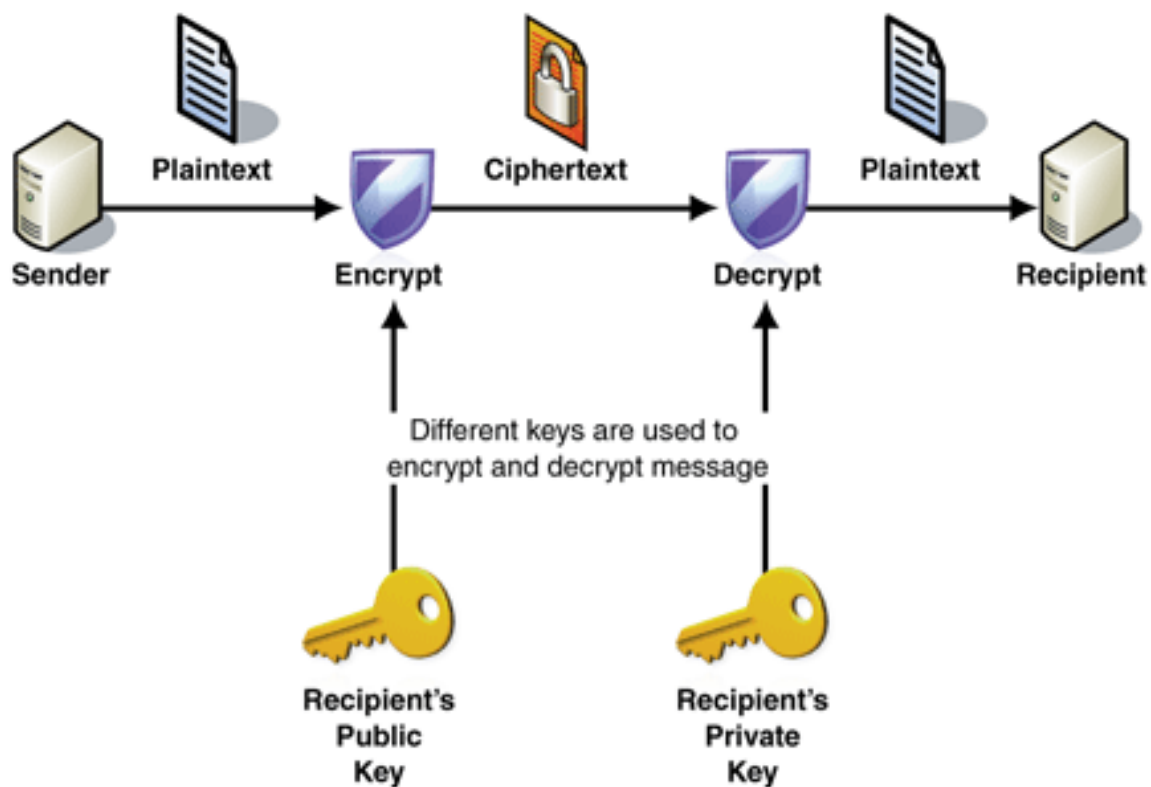 Plaintext
Ciphertext
Plaintext
Sender
Encrypt
Decrypt
Recipient
Different keys are used to
encrypt and decrypt message
Recipient's
Public
Key
Recipient's
Private
Key